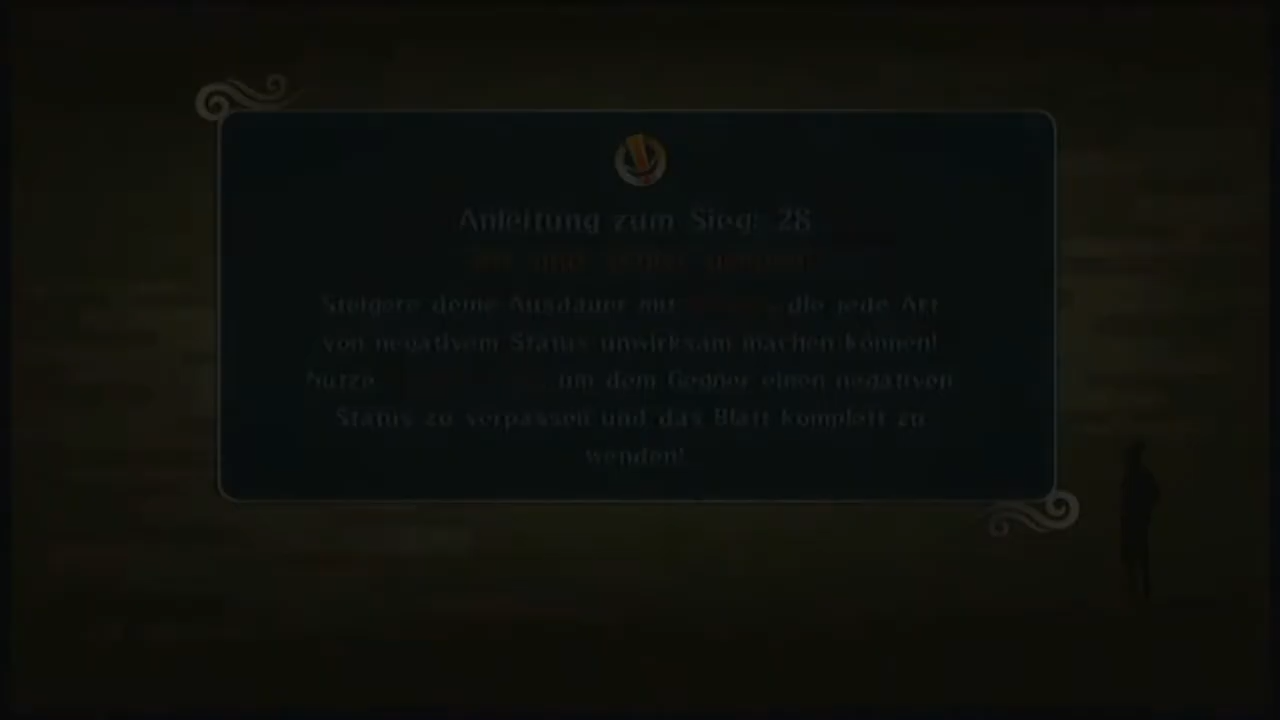 Anleitung zum Sieg: 28
Steigere deine Ausdauer mit , die jede Art
von negativem Status unwirksam machen können!
Nutze , um dem Gegner einen negativen
Status zu verpassen und das Blatt komplett zu
wenden!